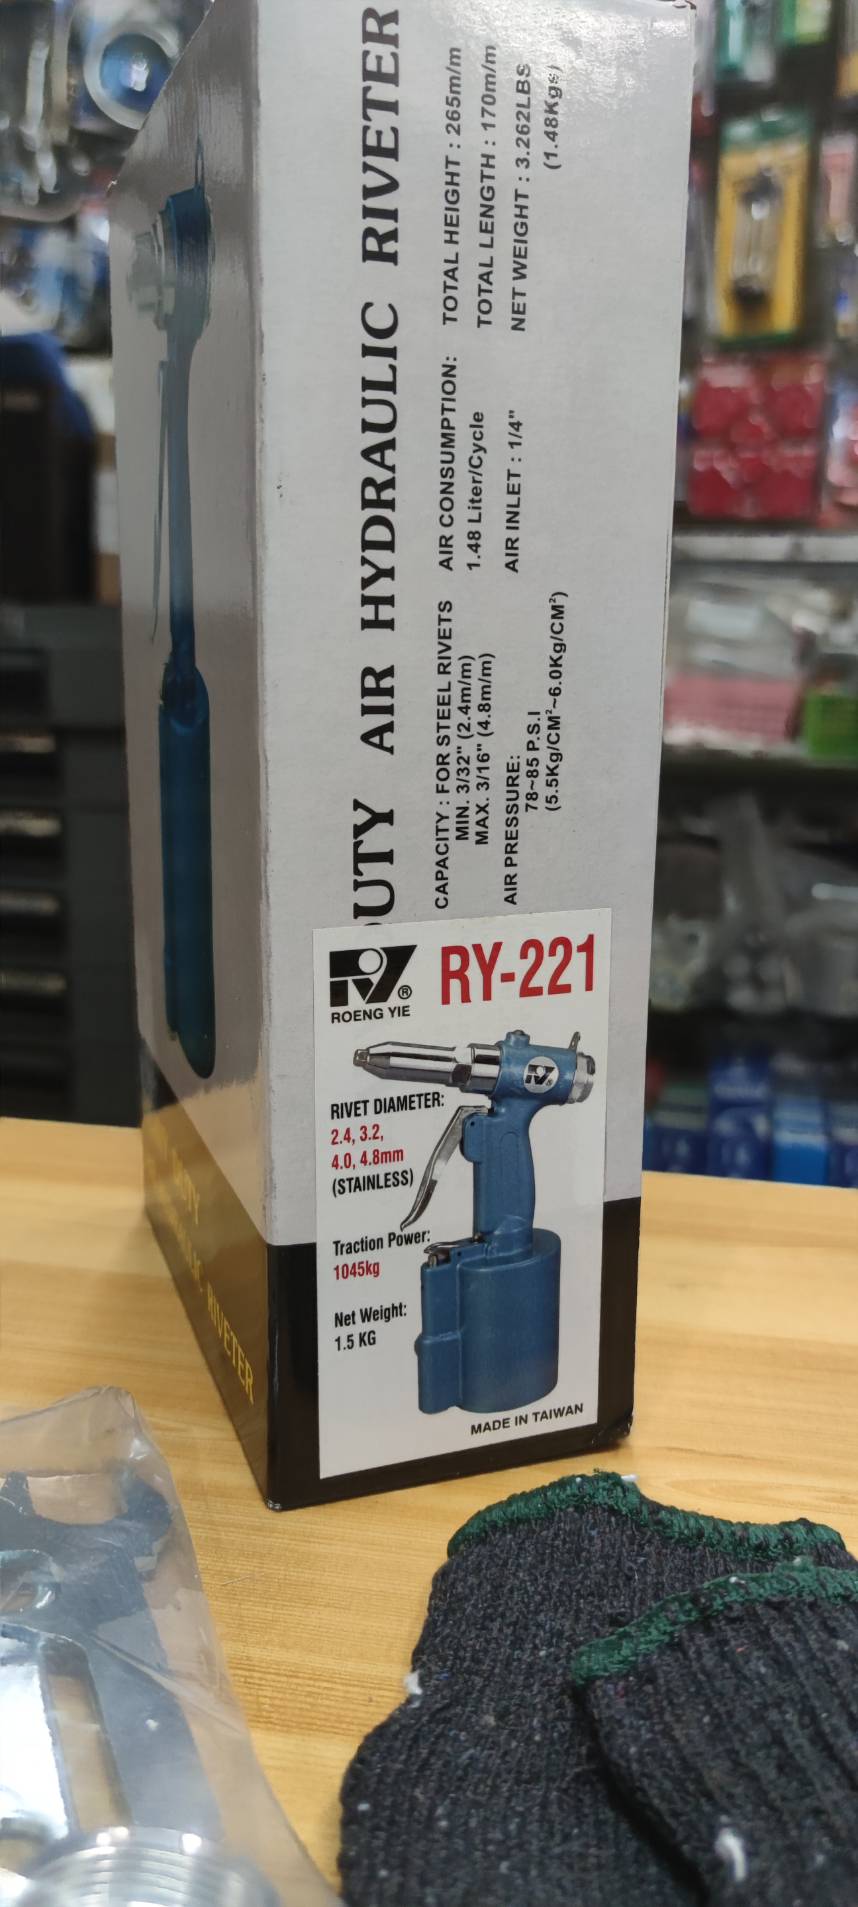 DUTY AIR HYDRAULIC RIVETER
CAPACITY : FOR STEEL RIVETS
MIN. 3/32" (2.4m/m)
MAX. 3/16" (4.8m/m)
AIR PRESSURE:
78~85 P.S.I
(5.5Kg/CM²~6.0Kg/CM²)
AIR CONSUMPTION:
1.48 Liter/Cycle
AIR INLET : 1/4"
TOTAL HEIGHT : 265m/m
TOTAL LENGTH : 170m/m
NET WEIGHT : 3.262LBS
(1.48Kgs)
RY®
ROENG YIE
RY-221
RY®
RIVET DIAMETER:
2.4, 3.2,
4.0, 4.8mm
(STAINLESS)
Traction Power:
1045kg
Net Weight:
1.5 KG
MADE IN TAIWAN
DUTY
RIVETER